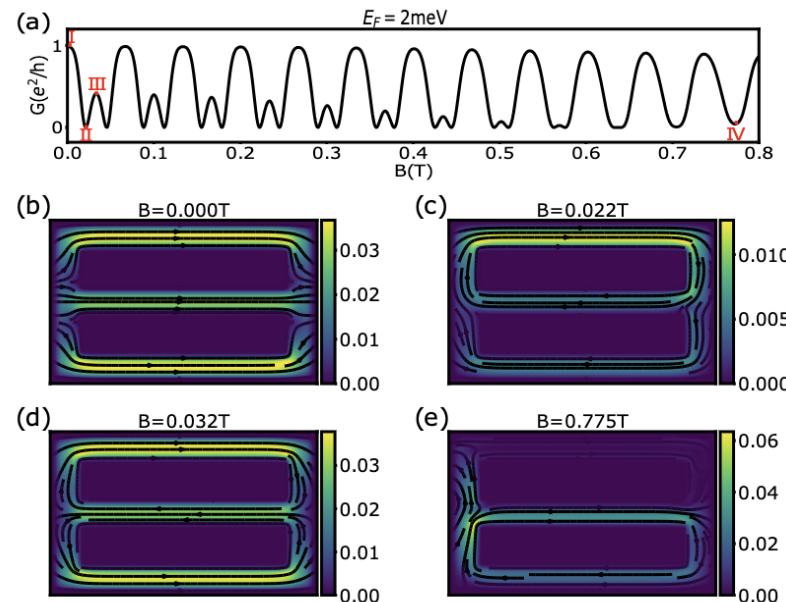 (a)
E_F = 2meV
G(e²/h)
1
0
I
II
III
IV
0.0 0.1 0.2 0.3 0.4 0.5 0.6 0.7 0.8
B(T)
(b)
B=0.000T
0.03
0.02
0.01
0.00
(c)
B=0.022T
0.010
0.005
0.000
(d)
B=0.032T
0.03
0.02
0.01
0.00
(e)
B=0.775T
0.06
0.04
0.02
0.00